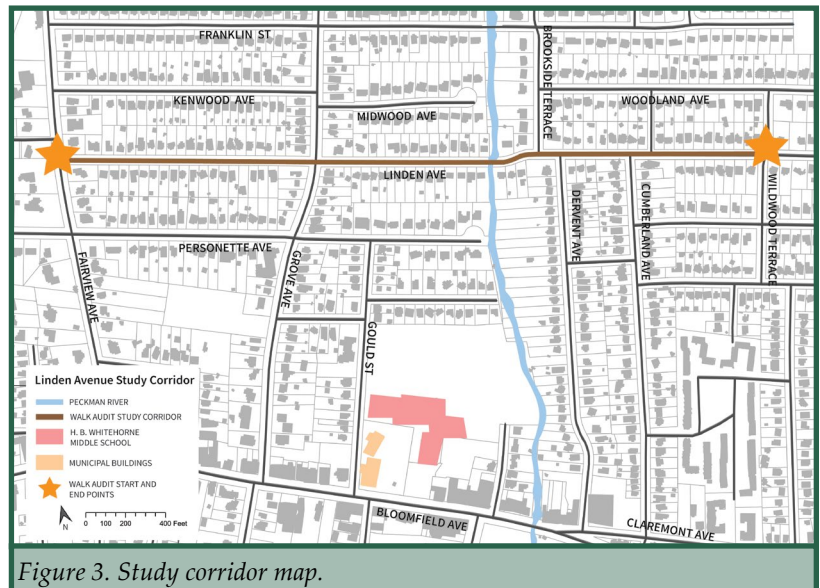 FRANKLIN ST
BROOKSIDE TERRACE
KENWOOD AVE
WOODLAND AVE
MIDWOOD AVE
LINDEN AVE
DERVENT AVE
CUMBERLAND AVE
WILDWOOD TERRACE
PERSONETTE AVE
FAIRVIEW AVE
GROVE AVE
GOULD ST
Linden Avenue Study Corridor
PECKMAN RIVER
WALK AUDIT STUDY CORRIDOR
H. B. WHITEHORNE
MIDDLE SCHOOL
MUNICIPAL BUILDINGS
WALK AUDIT START AND
END POINTS
N
0 100 200 400 Feet
BLOOMFIELD AVE
CLAREMONT AVE
Figure 3. Study corridor map.